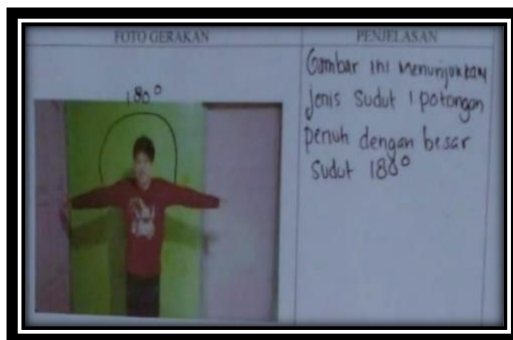 FOTO GERAKAN
PENJELASAN
180°
Gambar ini menunjukkan
jenis sudut 1 potongan
penuh dengan besar
sudut 180°